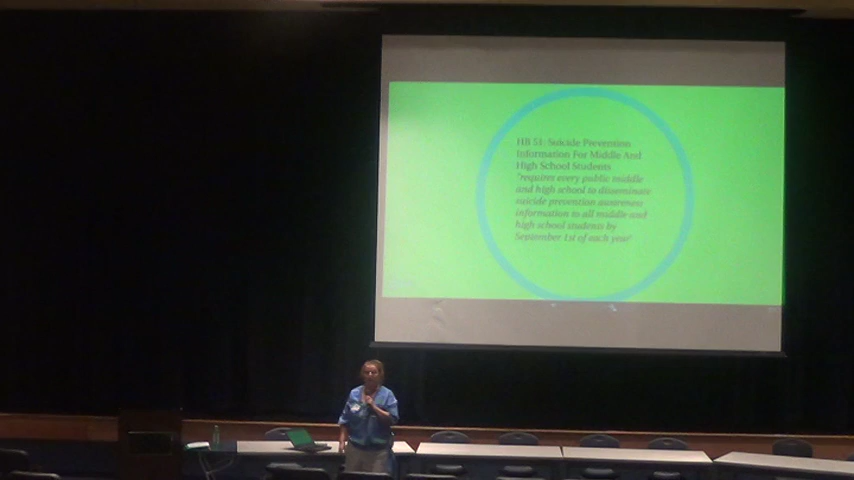 HB 51: Suicide Prevention
Information For Middle And
High School Students
"requires every public middle
and high school to disseminate
suicide prevention awareness
information to all middle and
high school students by
September 1st of each year"